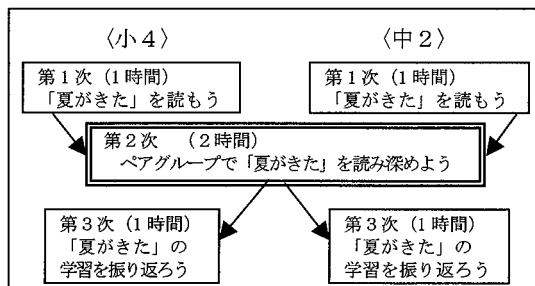 〈小４〉
〈中２〉
第１次（１時間）
「夏がきた」を読もう
第１次（１時間）
「夏がきた」を読もう
第２次　（２時間）
ペアグループで「夏がきた」を読み深めよう
第３次（１時間）
「夏がきた」の
学習を振り返ろう
第３次（１時間）
「夏がきた」の
学習を振り返ろう